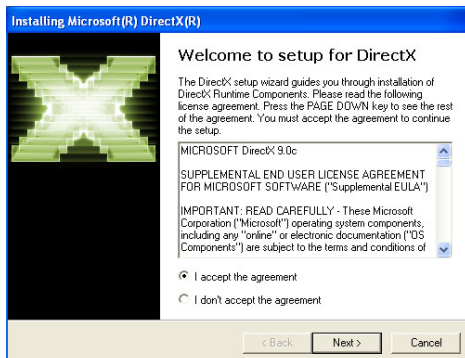 Installing Microsoft(R) DirectX(R)
Welcome to setup for DirectX
The DirectX setup wizard guides you through installation of
DirectX Runtime Components. Please read the following
license agreement. Press the PAGE DOWN key to see the rest
of the agreement. You must accept the agreement to continue
the setup.
MICROSOFT DirectX 9.0c
SUPPLEMENTAL END USER LICENSE AGREEMENT
FOR MICROSOFT SOFTWARE ("Supplemental EULA")
IMPORTANT: READ CAREFULLY - These Microsoft
Corporation ("Microsoft") operating system components,
including any "online" or electronic documentation ("OS
Components") are subject to the terms and conditions of
I accept the agreement
I don't accept the agreement
< Back
Next >
Cancel